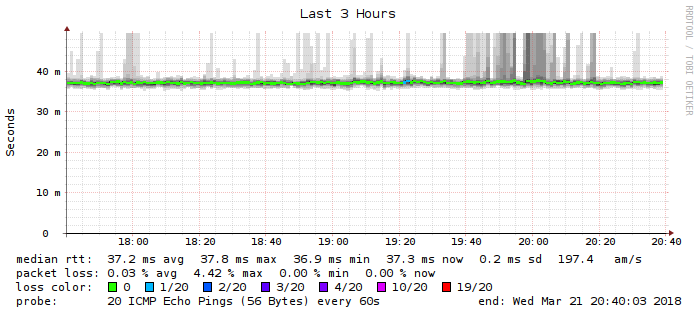 Last 3 Hours
RRDTOOL / TOBI OETIKER
Seconds
40 m
30 m
20 m
10 m
0
18:00 18:20 18:40 19:00 19:20 19:40 20:00 20:20 20:40
median rtt: 37.2 ms avg 37.8 ms max 36.9 ms min 37.3 ms now 0.2 ms sd 197.4 am/s
packet loss: 0.03 % avg 4.42 % max 0.00 % min 0.00 % now
loss color: 0 1/20 2/20 3/20 4/20 10/20 19/20
probe: 20 ICMP Echo Pings (56 Bytes) every 60s end: Wed Mar 21 20:40:03 2018